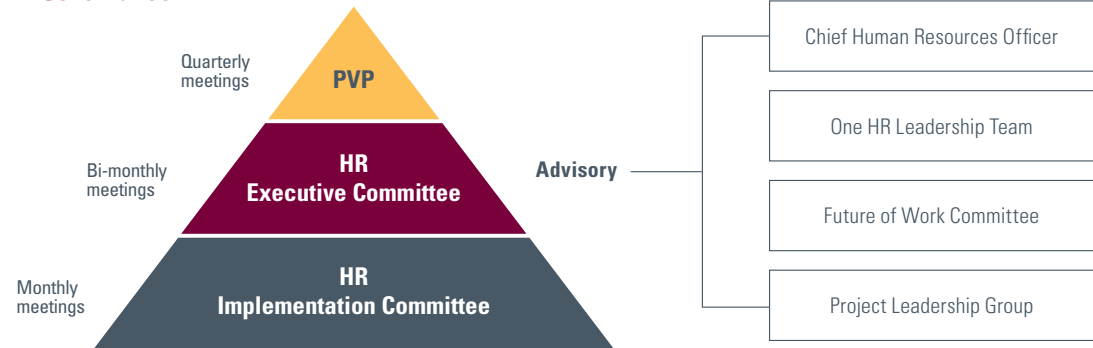 Quarterly
meetings
PVP
Bi-monthly
meetings
HR
Executive Committee
Monthly
meetings
HR
Implementation Committee
Advisory
Chief Human Resources Officer
One HR Leadership Team
Future of Work Committee
Project Leadership Group